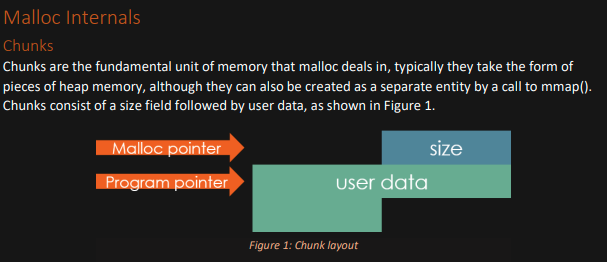 Malloc Internals
Chunks
Chunks are the fundamental unit of memory that malloc deals in, typically they take the form of
pieces of heap memory, although they can also be created as a separate entity by a call to mmap().
Chunks consist of a size field followed by user data, as shown in Figure 1.
Malloc pointer
size
Program pointer
user data
Figure 1: Chunk layout